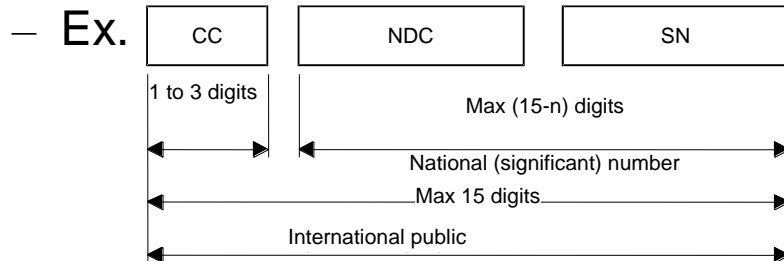 – Ex. CC NDC SN
1 to 3 digits
Max (15-n) digits
National (significant) number
Max 15 digits
International public